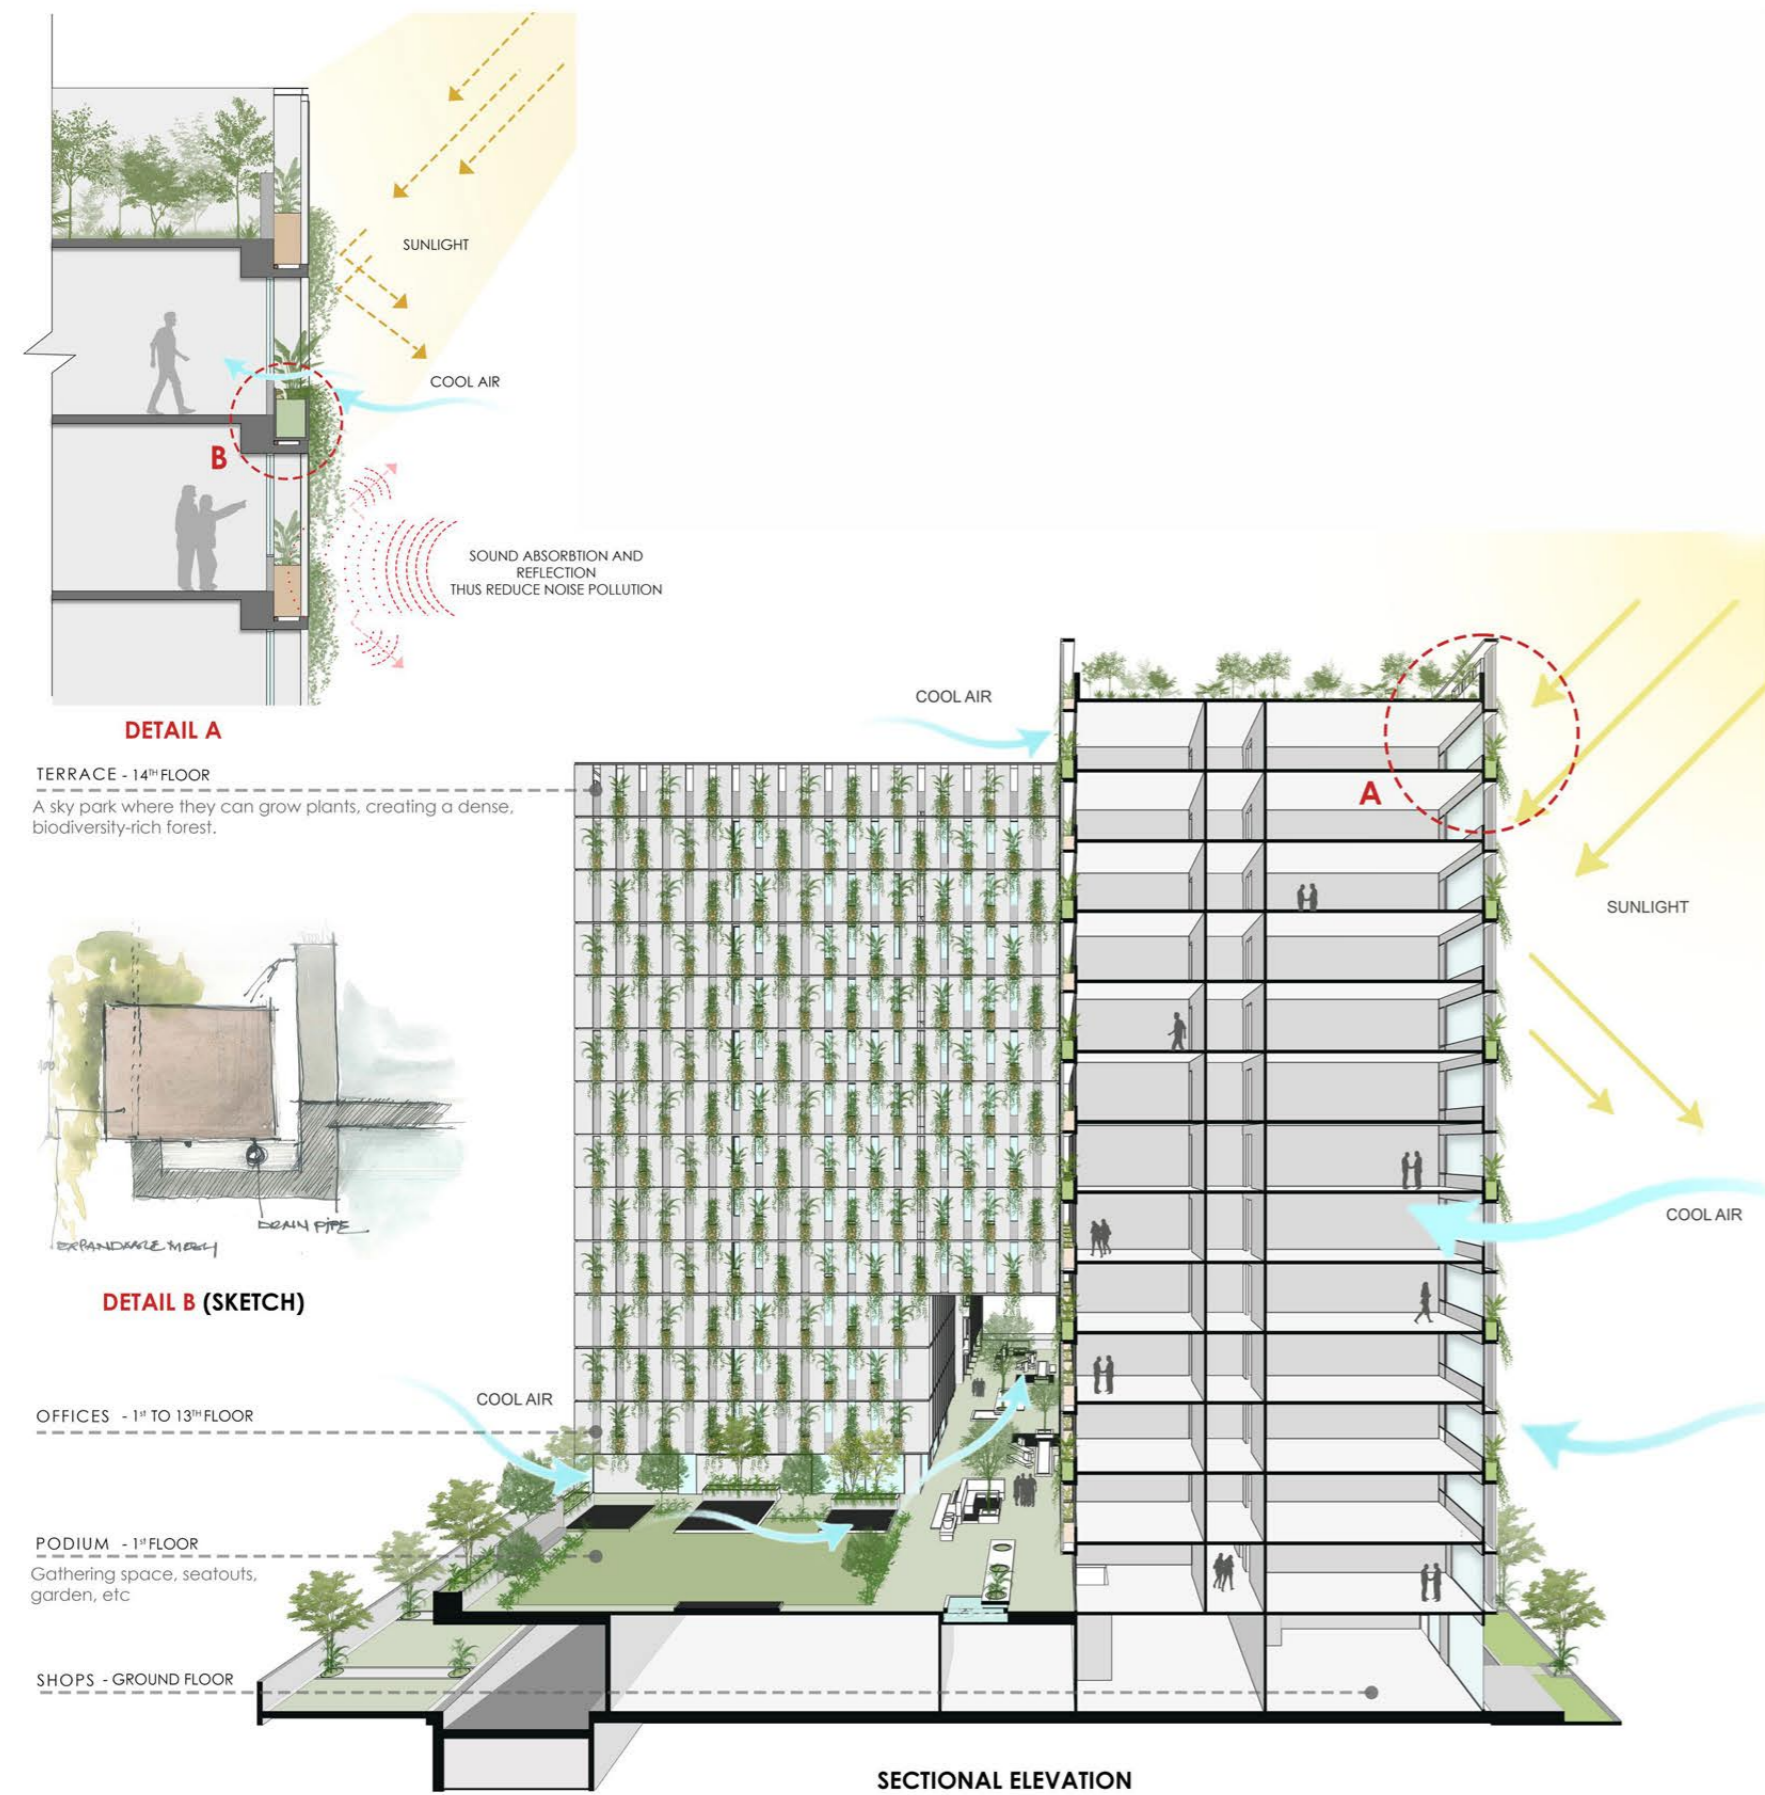 SUNLIGHT
COOL AIR
B
SOUND ABSORBTION AND
REFLECTION
THUS REDUCE NOISE POLLUTION
DETAIL A
TERRACE - 14TH FLOOR
A sky park where they can grow plants, creating a dense,
biodiversity-rich forest.
DRAIN PIPE
EXPANDABLE MESH
DETAIL B (SKETCH)
OFFICES - 1st TO 13TH FLOOR
PODIUM - 1st FLOOR
Gathering space, seatouts,
garden, etc
SHOPS - GROUND FLOOR
COOL AIR
A
SUNLIGHT
COOL AIR
COOL AIR
SECTIONAL ELEVATION